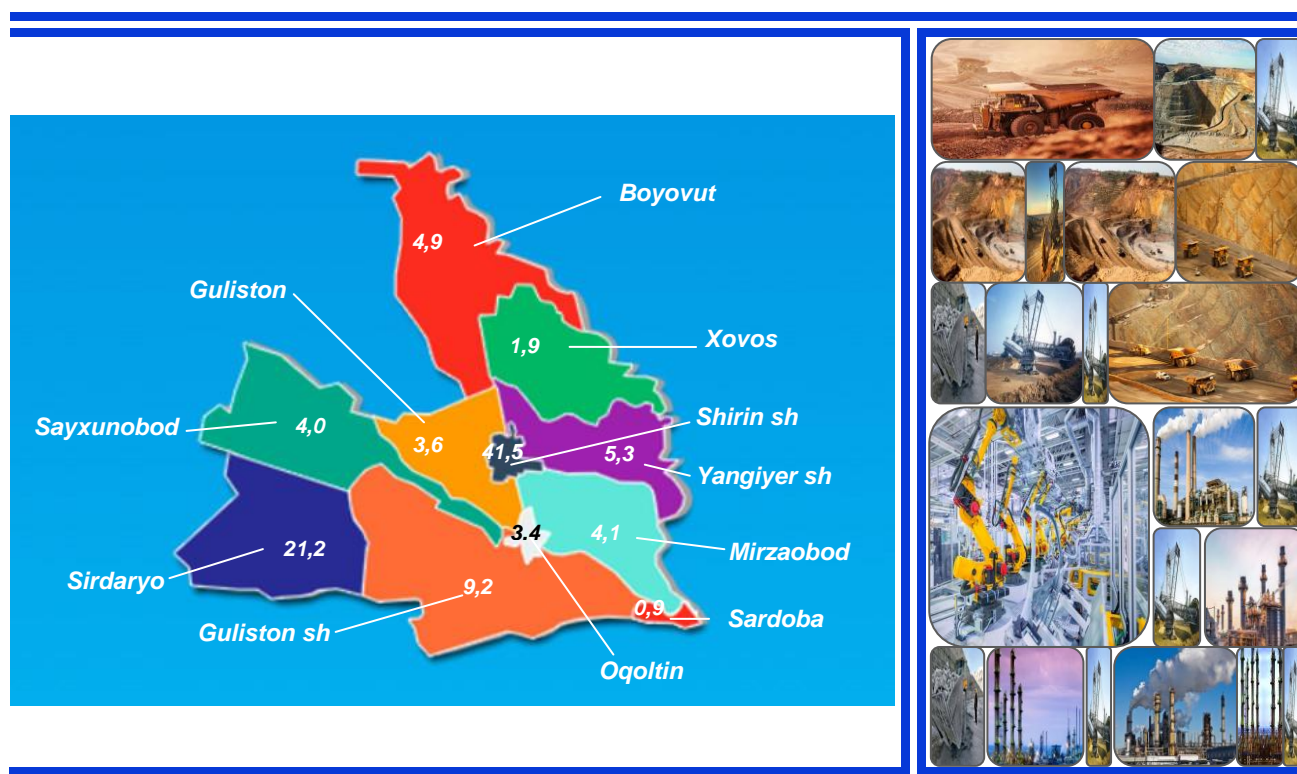 Boyovut
4,9
Guliston
1,9
Xovos
Sayxunobod
4,0
3,6
41,5
Shirin sh
5,3
Yangiyer sh
21,2
3.4
4,1
Mirzaobod
Sirdaryo
9,2
0,9
Sardoba
Guliston sh
Oqoltin